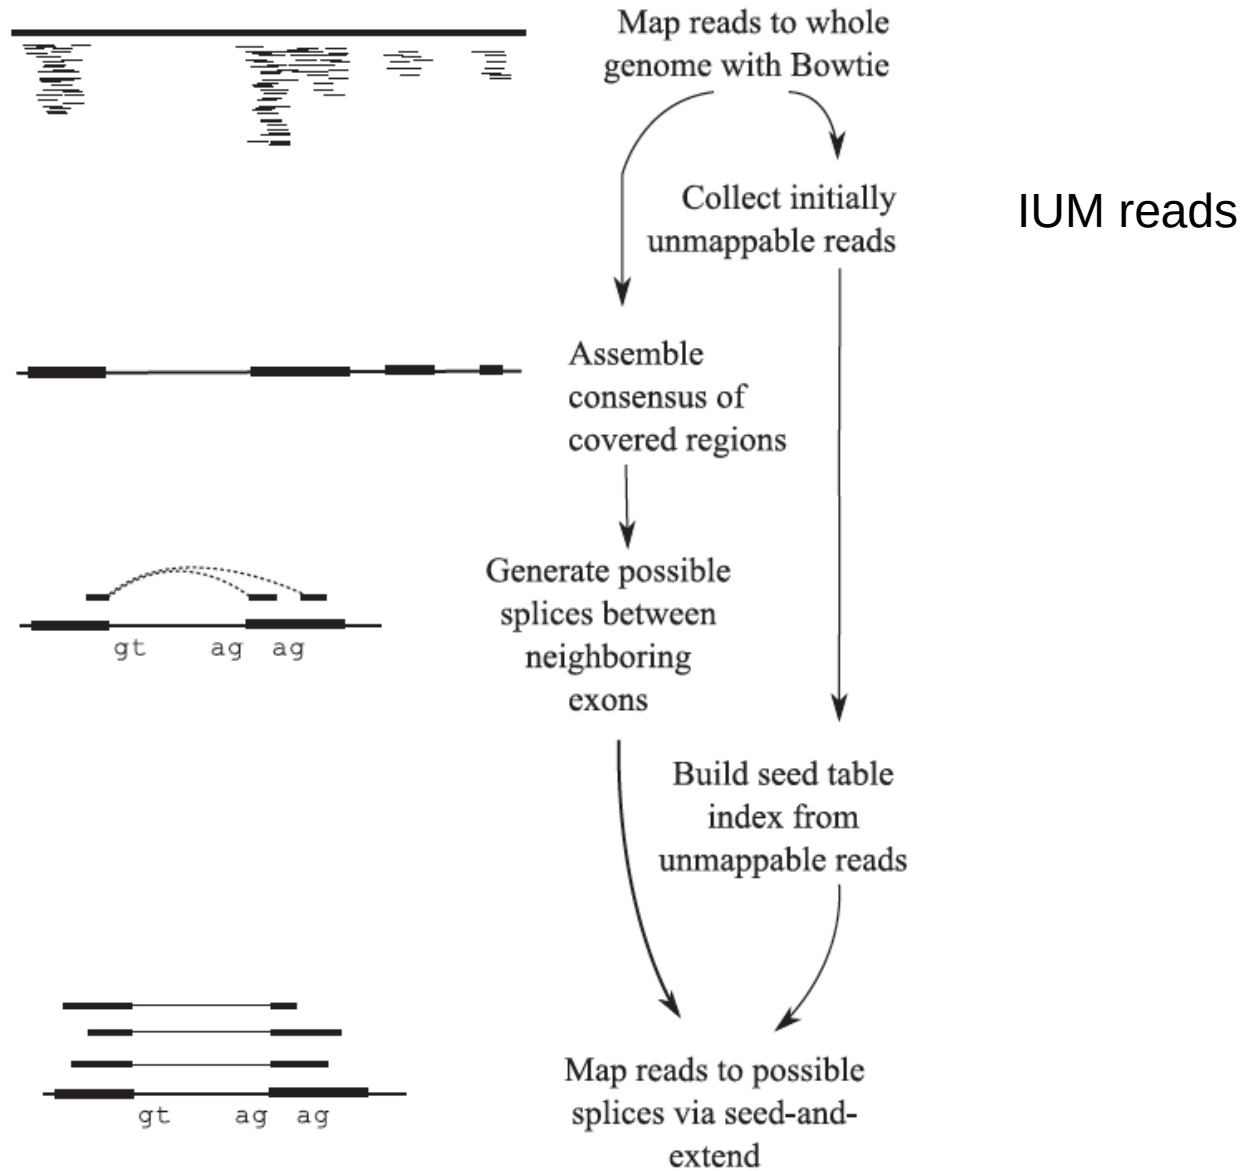 Map reads to whole
genome with Bowtie
Collect initially
unmappable reads
IUM reads
Assemble
consensus of
covered regions
Generate possible
splices between
neighboring
exons
gt ag ag
Build seed table
index from
unmappable reads
Map reads to possible
splices via seed-and-
extend
gt ag ag